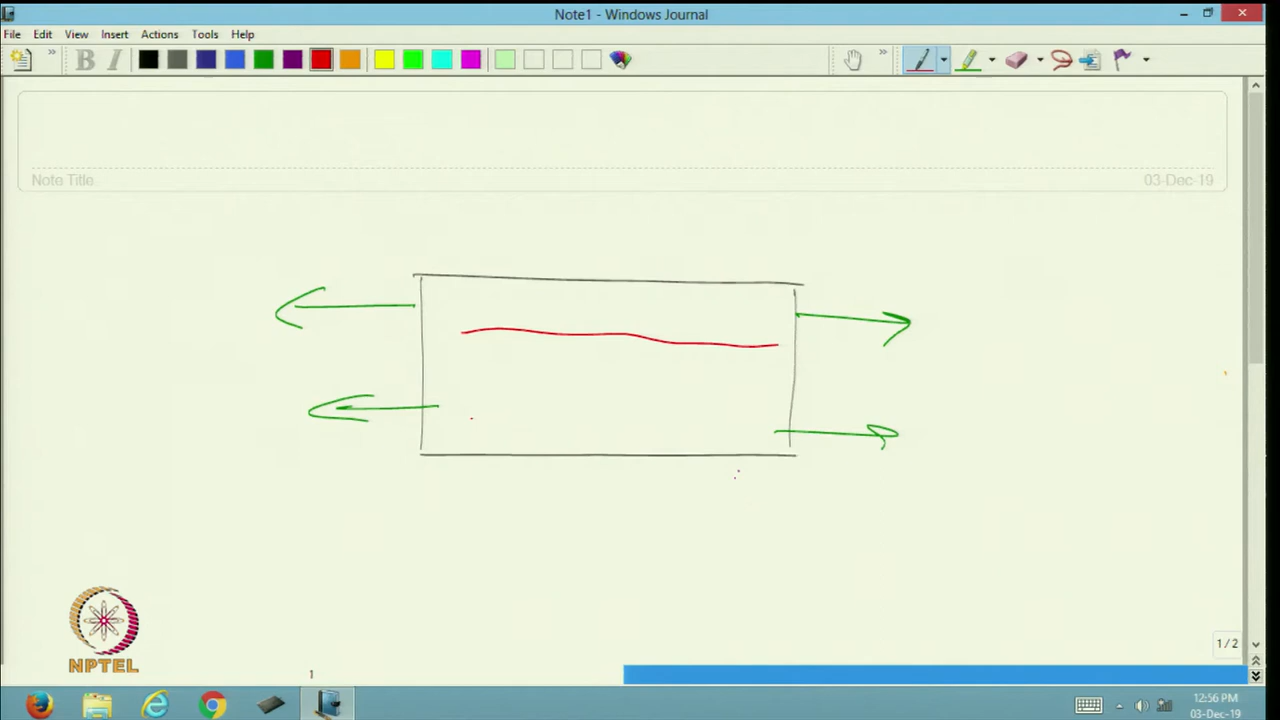 Note1 - Windows Journal
File Edit View Insert Actions Tools Help
B I
Note Title
03-Dec-19
1 / 2
NPTEL
1
12:56 PM
03-Dec-19